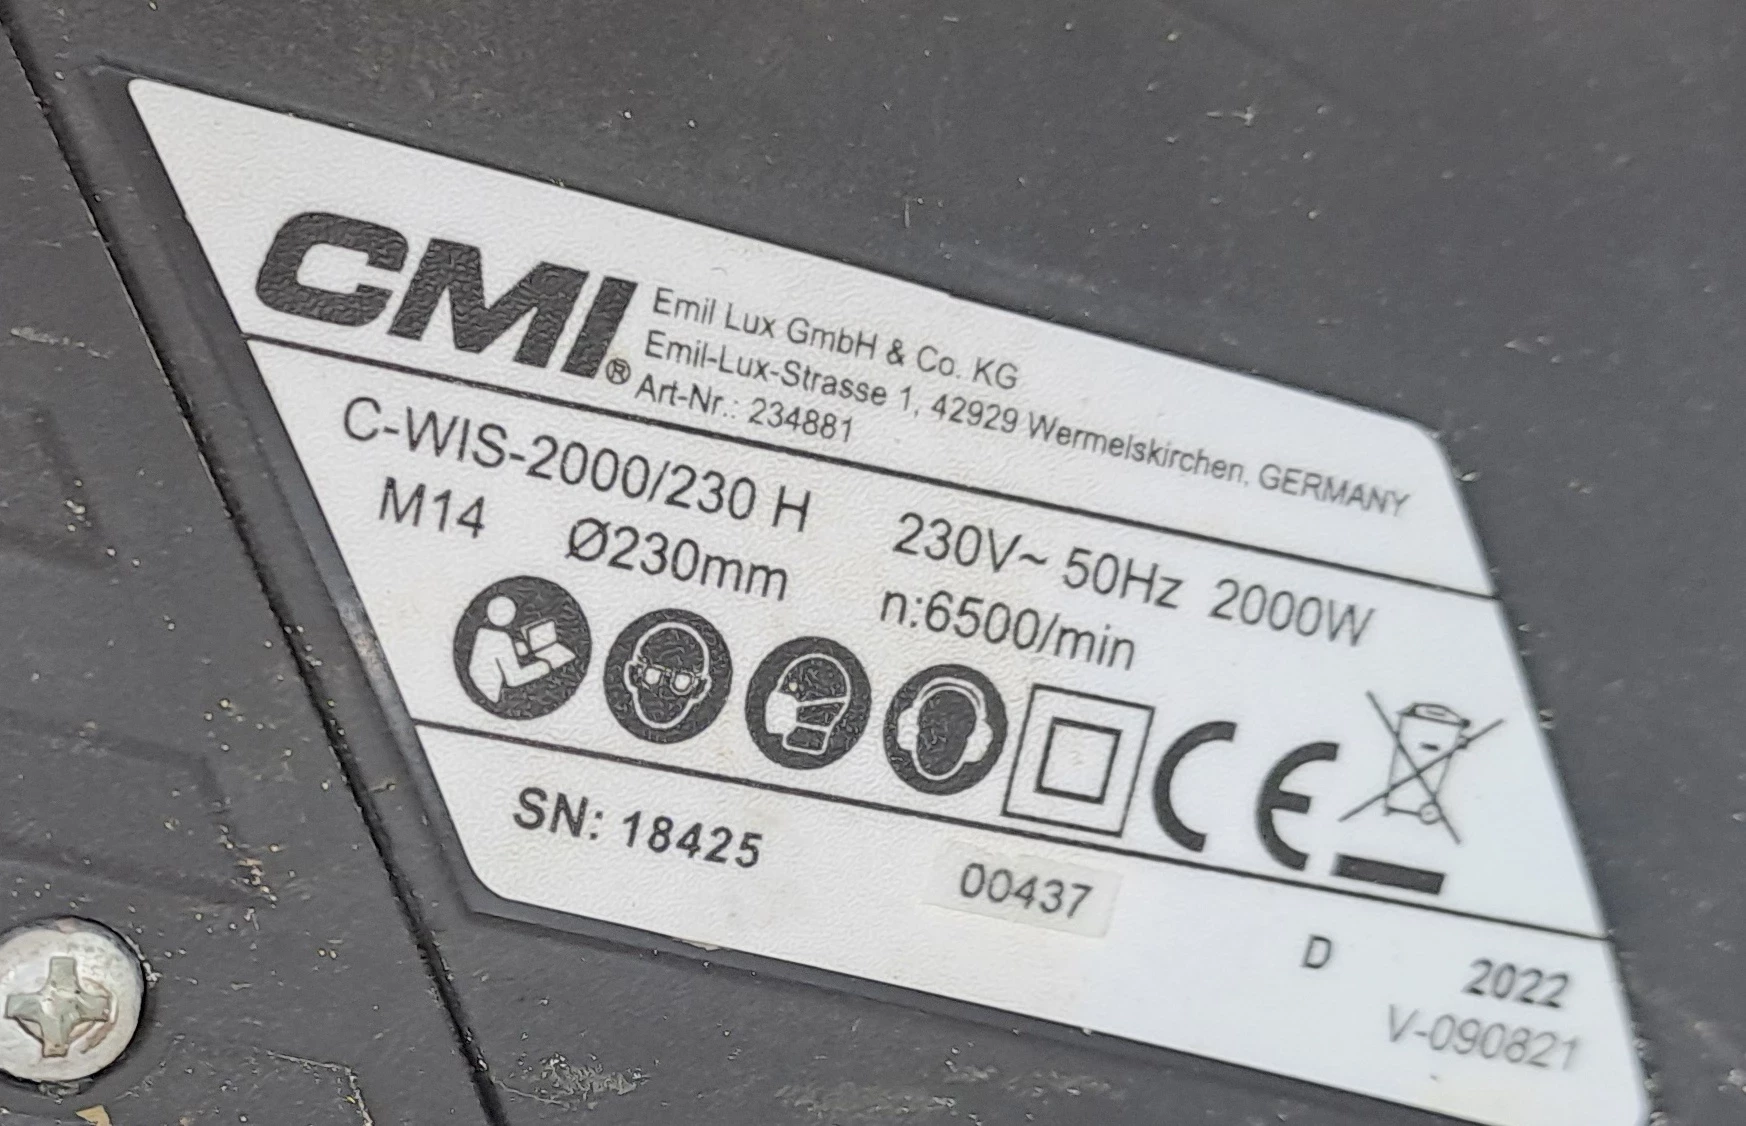 CMI®
Emil Lux GmbH & Co. KG
Emil-Lux-Strasse 1, 42929 Wermelskirchen, GERMANY
Art-Nr.: 234881
C-WIS-2000/230 H 230V~ 50Hz 2000W
M14 Ø230mm n:6500/min
CE
SN: 18425 00437 D 2022
V-090821